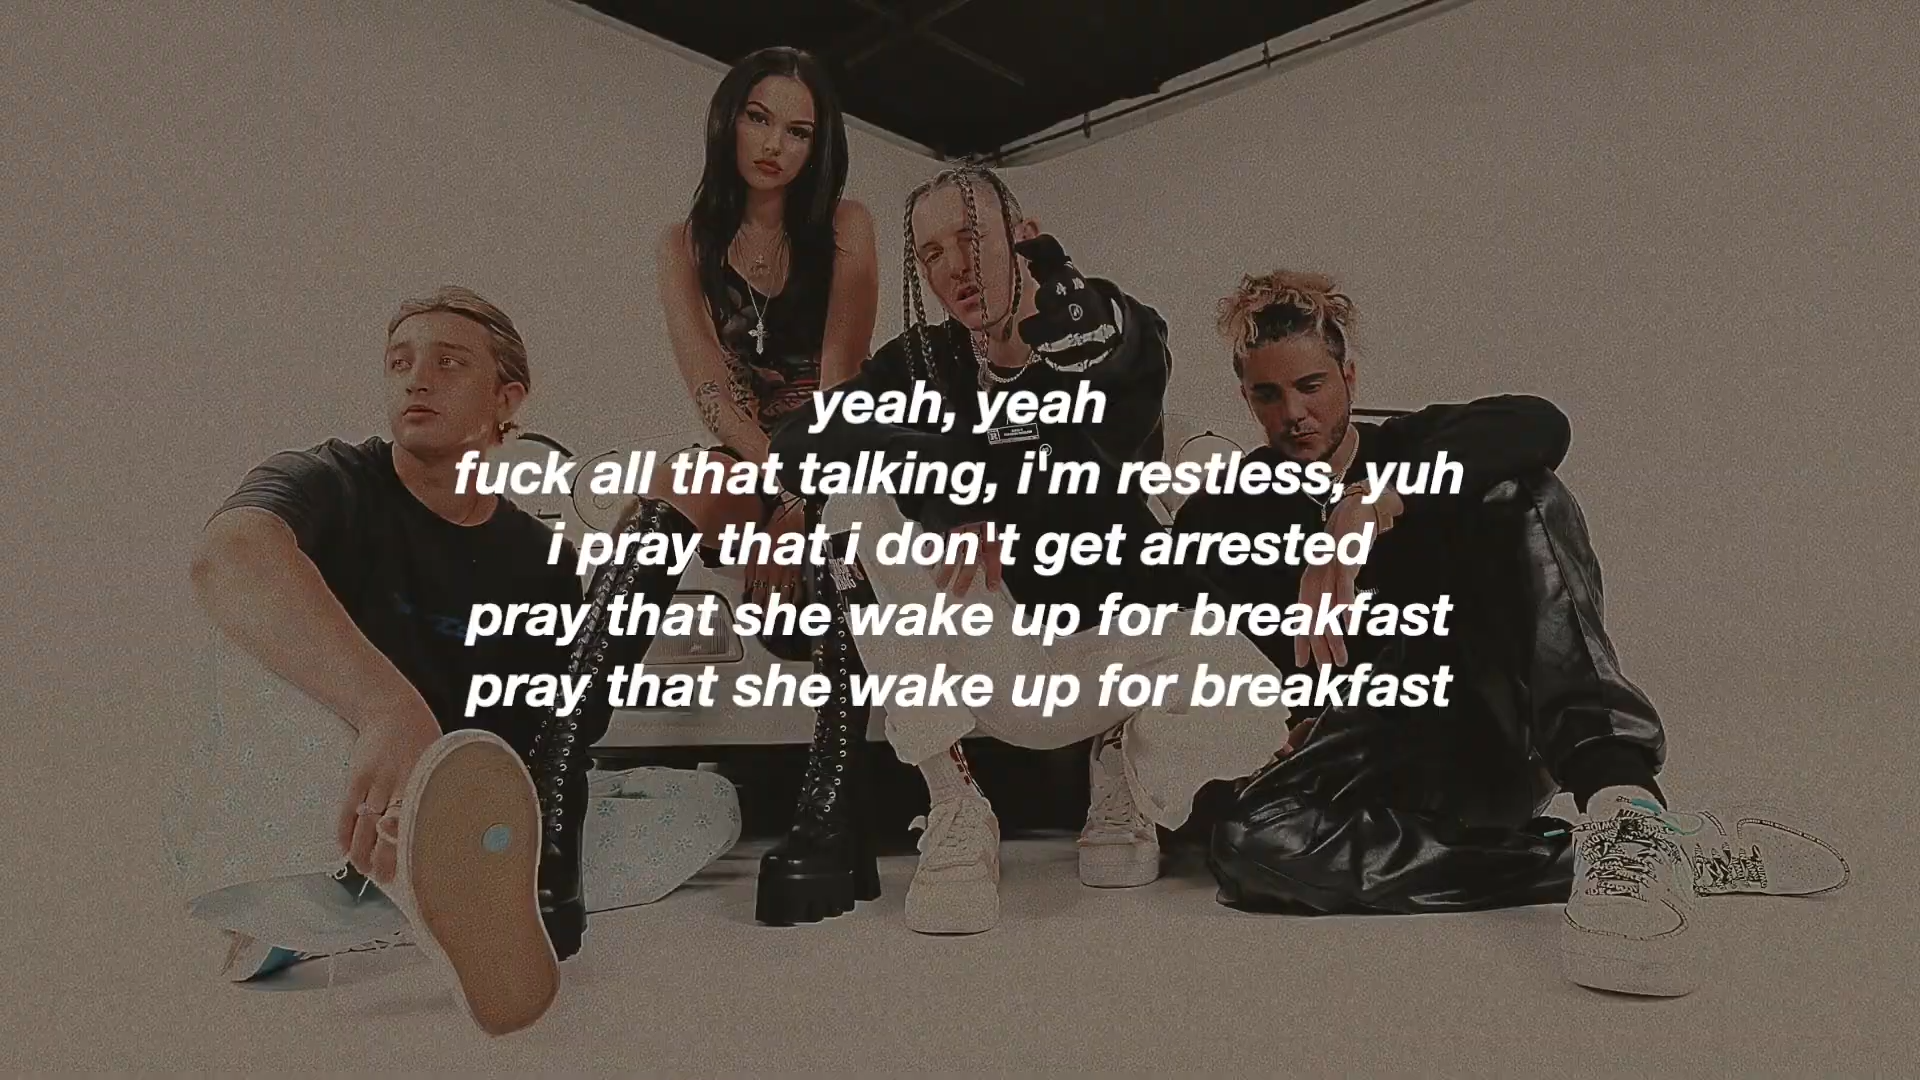 yeah, yeah
fuck all that talking, i'm restless, yuh
i pray that i don't get arrested
pray that she wake up for breakfast
pray that she wake up for breakfast